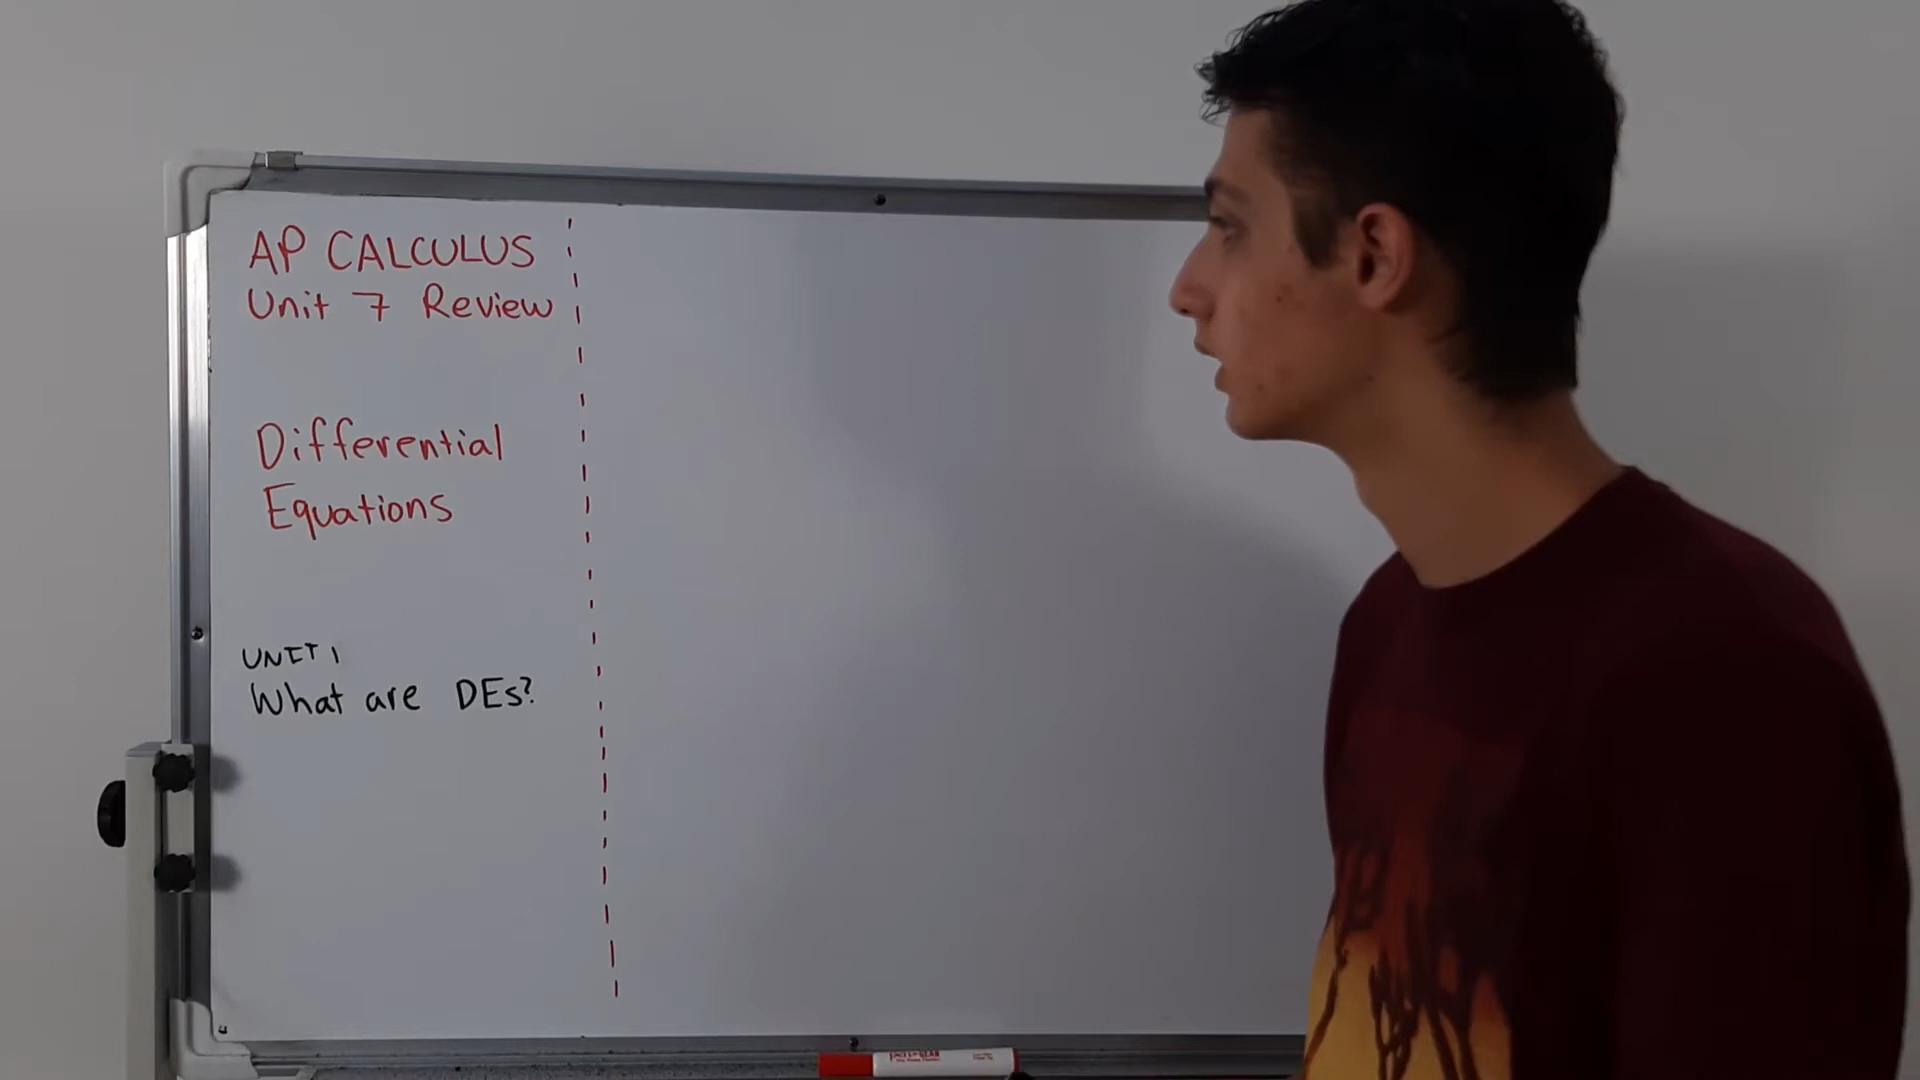 AP CALCULUS
Unit 7 Review
Differential
Equations
UNIT 1
What are DEs?